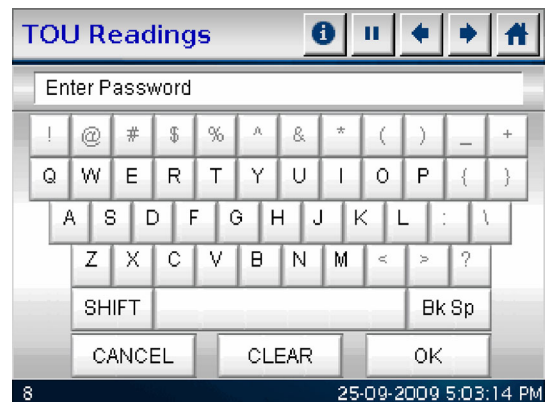 TOU Readings
Enter Password
! @ # $ % ^ & * ( ) _ +
Q W E R T Y U I O P { }
A S D F G H J K L : \
Z X C V B N M < > ?
SHIFT Bk Sp
CANCEL CLEAR OK
8 25-09-2009 5:03:14 PM